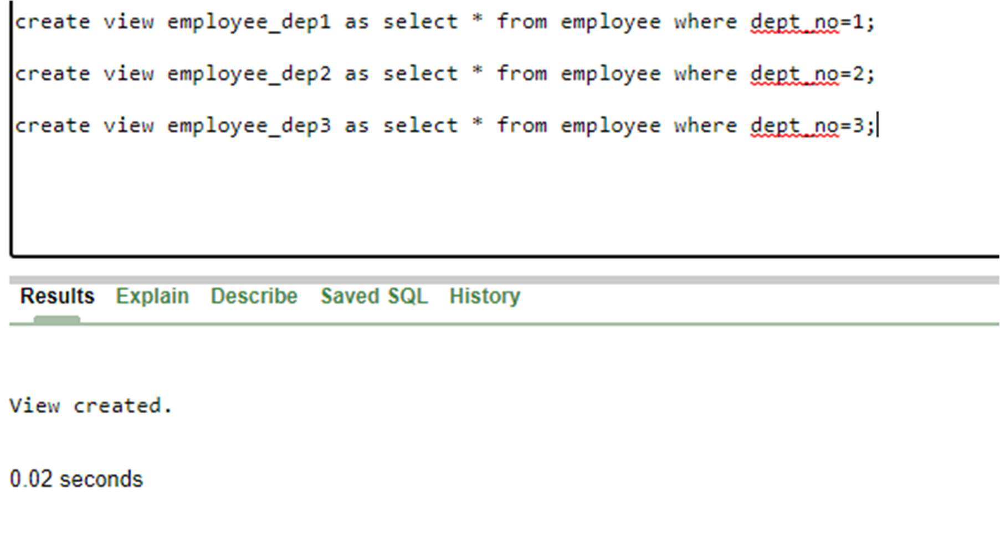 create view employee_dep1 as select * from employee where dept_no=1;
create view employee_dep2 as select * from employee where dept_no=2;
create view employee_dep3 as select * from employee where dept_no=3;
Results Explain Describe Saved SQL History
View created.
0.02 seconds